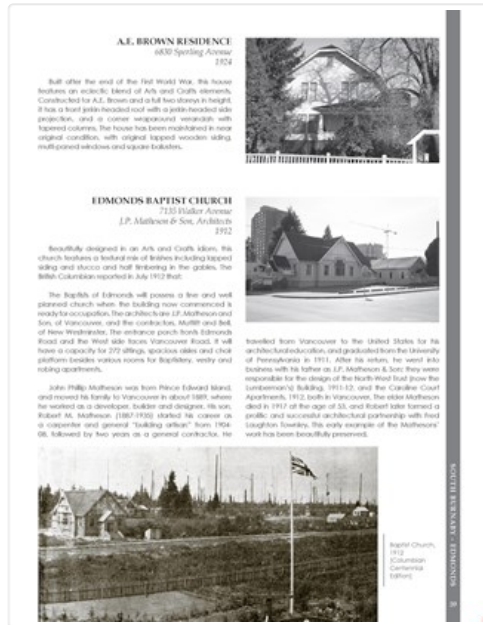 A.E. BROWN RESIDENCE
6830 Sperling Avenue
1924
Built after the end of the First World War, this house
features an eclectic blend of Arts and Crafts elements.
Constructed for A.E. Brown and a full two storeys in height,
it has a front jerkin-headed roof with a jerkin-headed side
projection, and a corner wraparound verandah with
tapered columns. The house has been maintained in near
original condition, with original lapped wooden siding,
multi-paned windows and square balusters.
EDMONDS BAPTIST CHURCH
7135 Walker Avenue
J.P. Matheson & Son, Architects
1912
Beautifully designed in an Arts and Crafts idiom, this
church features a textural mix of finishes including lapped
siding and stucco and half timbering in the gables. The
British Columbian reported in July 1912 that:
The Baptists of Edmonds will possess a fine and well
planned church when the building now commenced is
ready for occupation. The architects are J.P. Matheson and
Son, of Vancouver, and the contractors, Moffitt and Bell,
of New Westminster. The entrance porch fronts Edmonds
Road and the West side faces Vancouver Road. It will
have a capacity for 272 sittings, spacious aisles and choir
platform besides various rooms for Baptistery, vestry and
robing apartments.
John Phillip Matheson was from Prince Edward Island,
and moved his family to Vancouver in about 1889, where
he worked as a developer, builder and designer. His son,
Robert M. Matheson (1887-1935) started his career as
a carpenter and general "building artisan" from 1904-
08, followed by two years as a general contractor. He
travelled from Vancouver to the United States for his
architectural education, and graduated from the University
of Pennsylvania in 1911. After his return, he went into
business with his father as J.P. Matheson & Son; they were
responsible for the design of the North-West Trust (now the
Lumberman's) Building, 1911-12, and the Caroline Court
Apartments, 1912, both in Vancouver. The elder Matheson
died in 1917 at the age of 53, and Robert later formed a
prolific and successful architectural partnership with Fred
Laughton Townley. This early example of the Mathesons'
work has been beautifully preserved.
Baptist Church,
1912
(Columbian
Centennial
Edition)
SOUTH BURNABY - EDMONDS